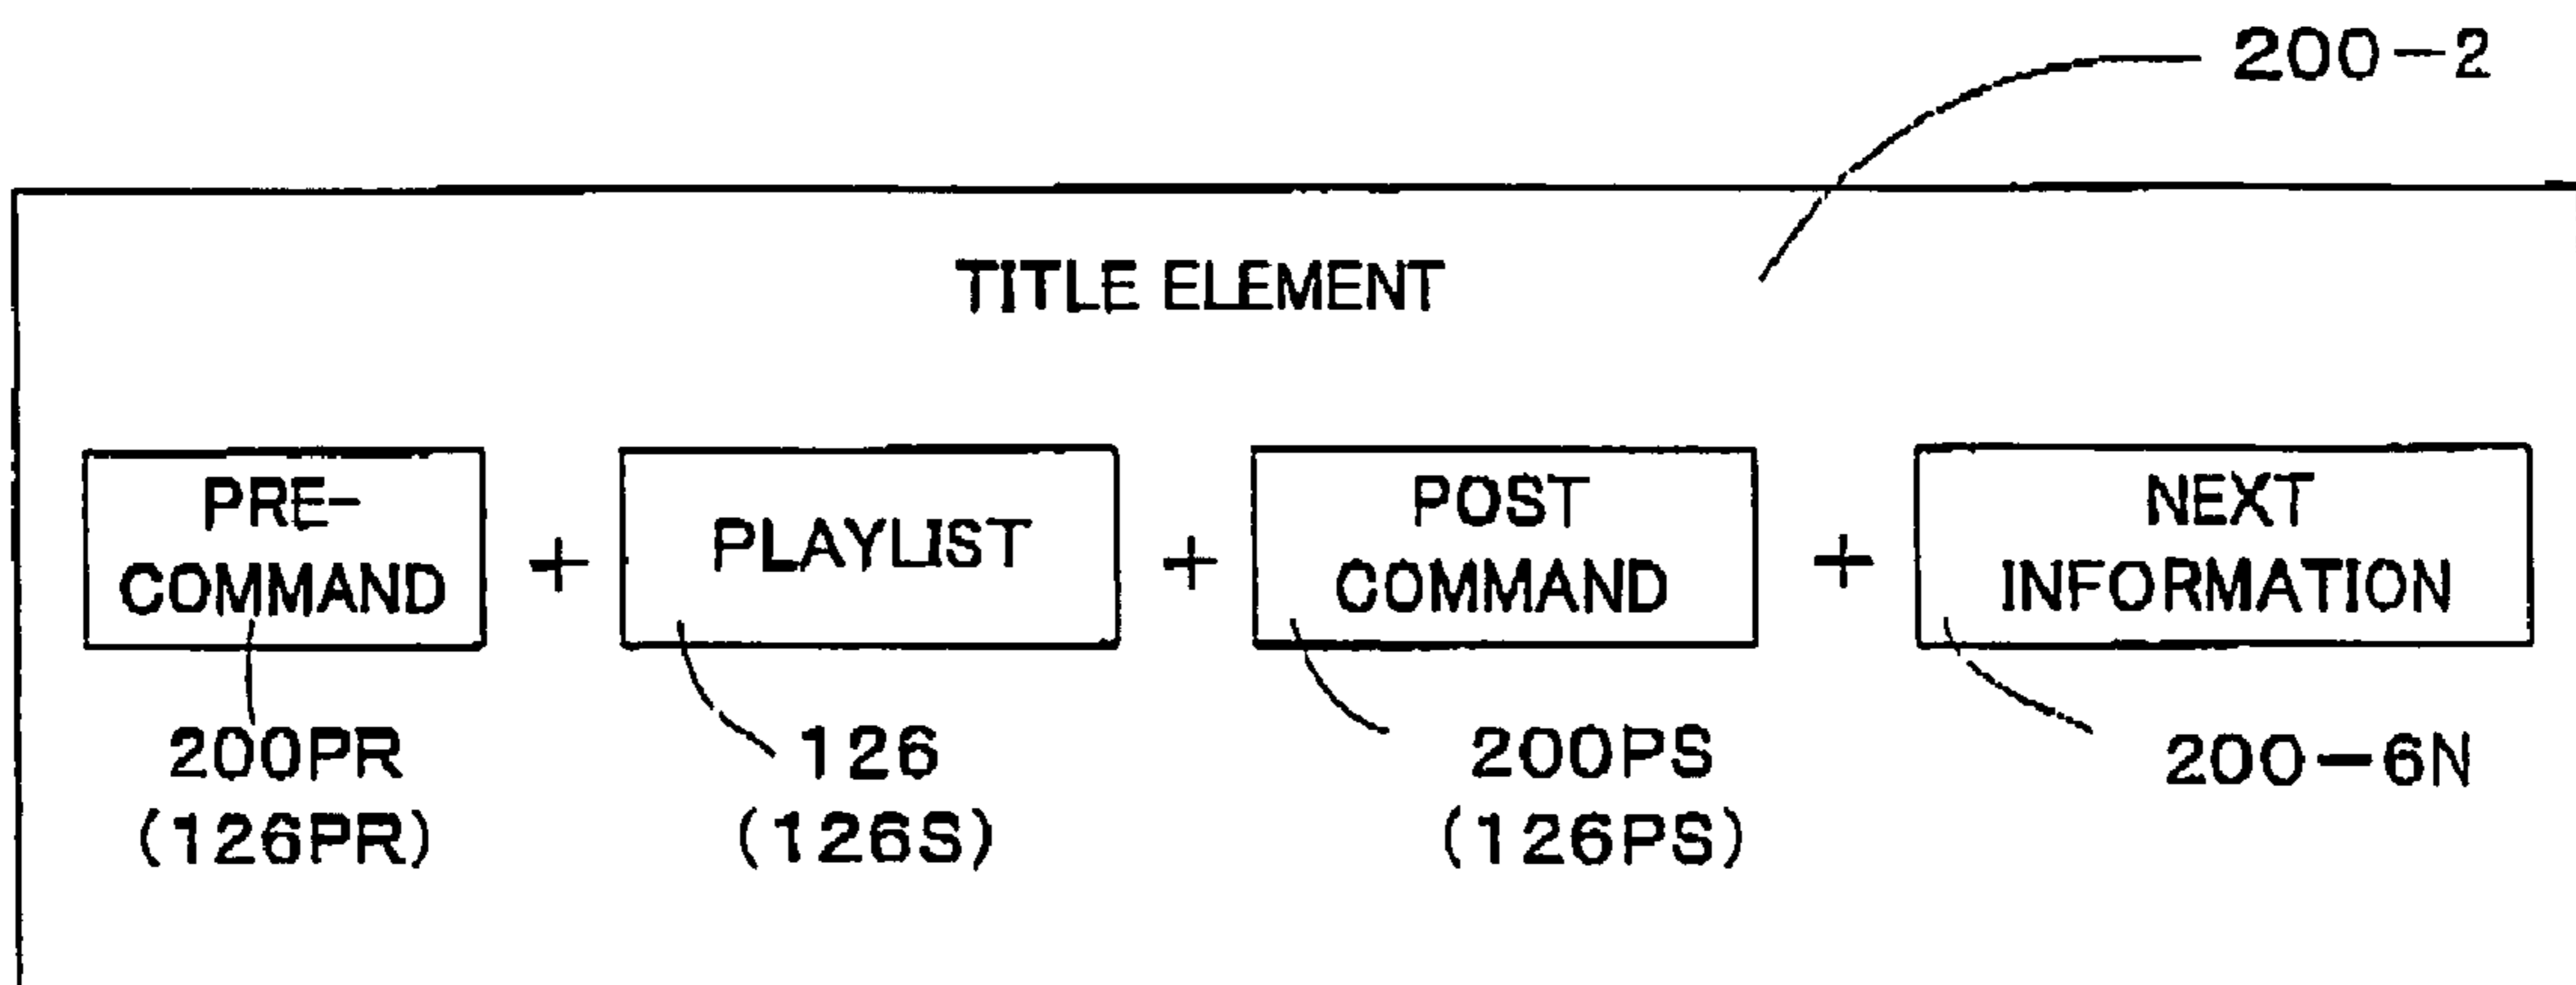 200-2
TITLE ELEMENT
PRE-
COMMAND
+
PLAYLIST
+
POST
COMMAND
+
NEXT
INFORMATION
200PR
(126PR)
126
(126S)
200PS
(126PS)
200-6N